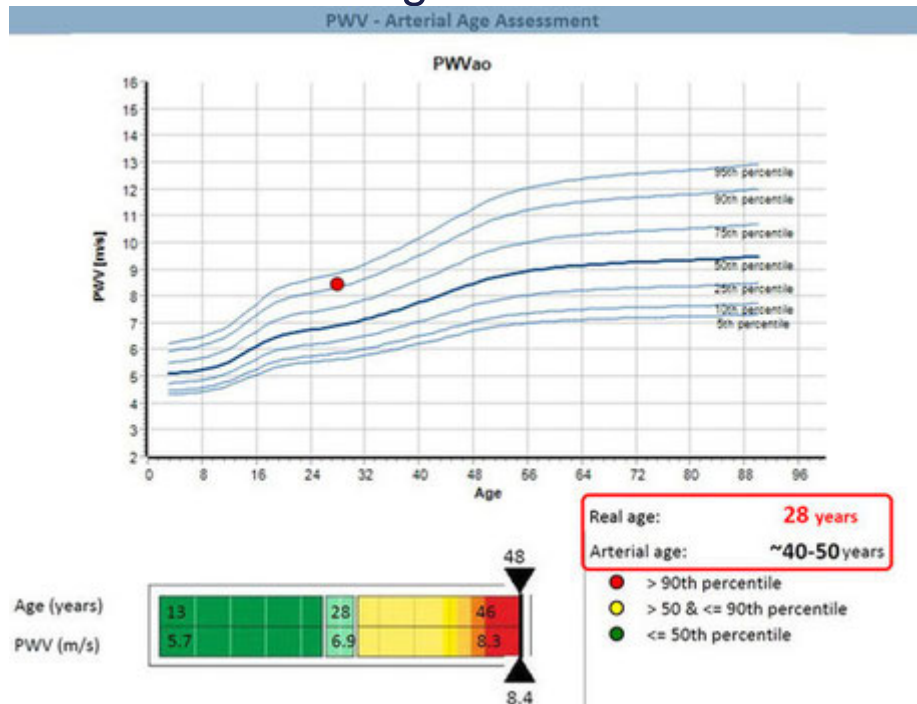 PWV - Arterial Age Assessment
PWVao
PWV [m/s]
16
15
14
13
12
11
10
9
8
7
6
5
4
3
2
95th percentile
90th percentile
75th percentile
50th percentile
25th percentile
10th percentile
5th percentile
0 8 16 24 32 40 48 56 64 72 80 88 96
Age
Real age: 28 years
Arterial age: ~40-50 years
> 90th percentile
> 50 & <= 90th percentile
<= 50th percentile
48
Age (years) 13 28 46
PWV (m/s) 5.7 6.9 8.3
8.4